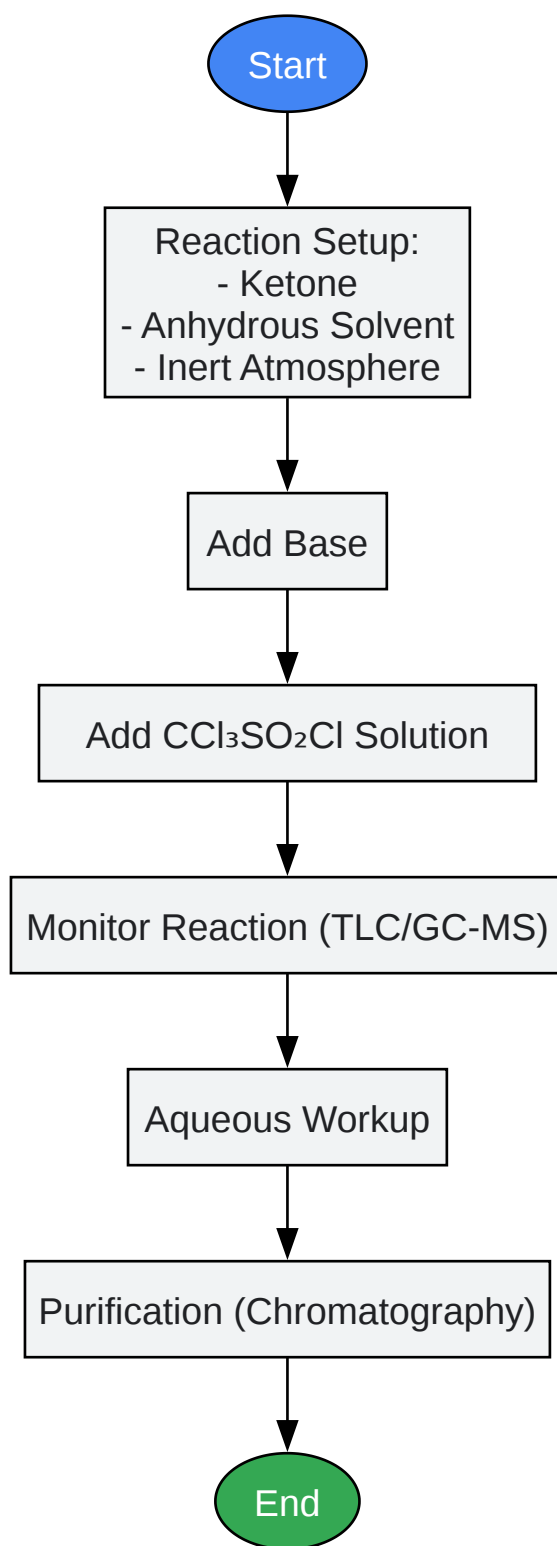 Start
Reaction Setup:
- Ketone
- Anhydrous Solvent
- Inert Atmosphere
Add Base
Add CCl₃SO₂Cl Solution
Monitor Reaction (TLC/GC-MS)
Aqueous Workup
Purification (Chromatography)
End